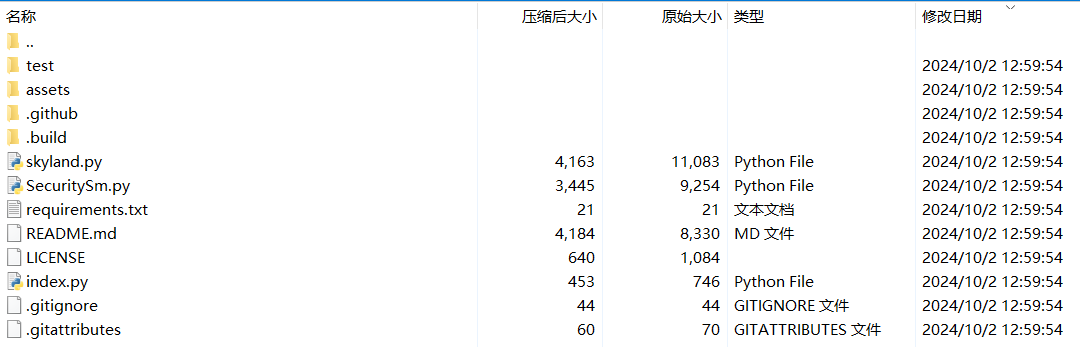 名称 压缩后大小 原始大小 类型 修改日期
..
test 2024/10/2 12:59:54
assets 2024/10/2 12:59:54
.github 2024/10/2 12:59:54
.build 2024/10/2 12:59:54
skyland.py 4,163 11,083 Python File 2024/10/2 12:59:54
SecuritySm.py 3,445 9,254 Python File 2024/10/2 12:59:54
requirements.txt 21 21 文本文档 2024/10/2 12:59:54
README.md 4,184 8,330 MD 文件 2024/10/2 12:59:54
LICENSE 640 1,084 2024/10/2 12:59:54
index.py 453 746 Python File 2024/10/2 12:59:54
.gitignore 44 44 GITIGNORE 文件 2024/10/2 12:59:54
.gitattributes 60 70 GITATTRIBUTES 文件 2024/10/2 12:59:54